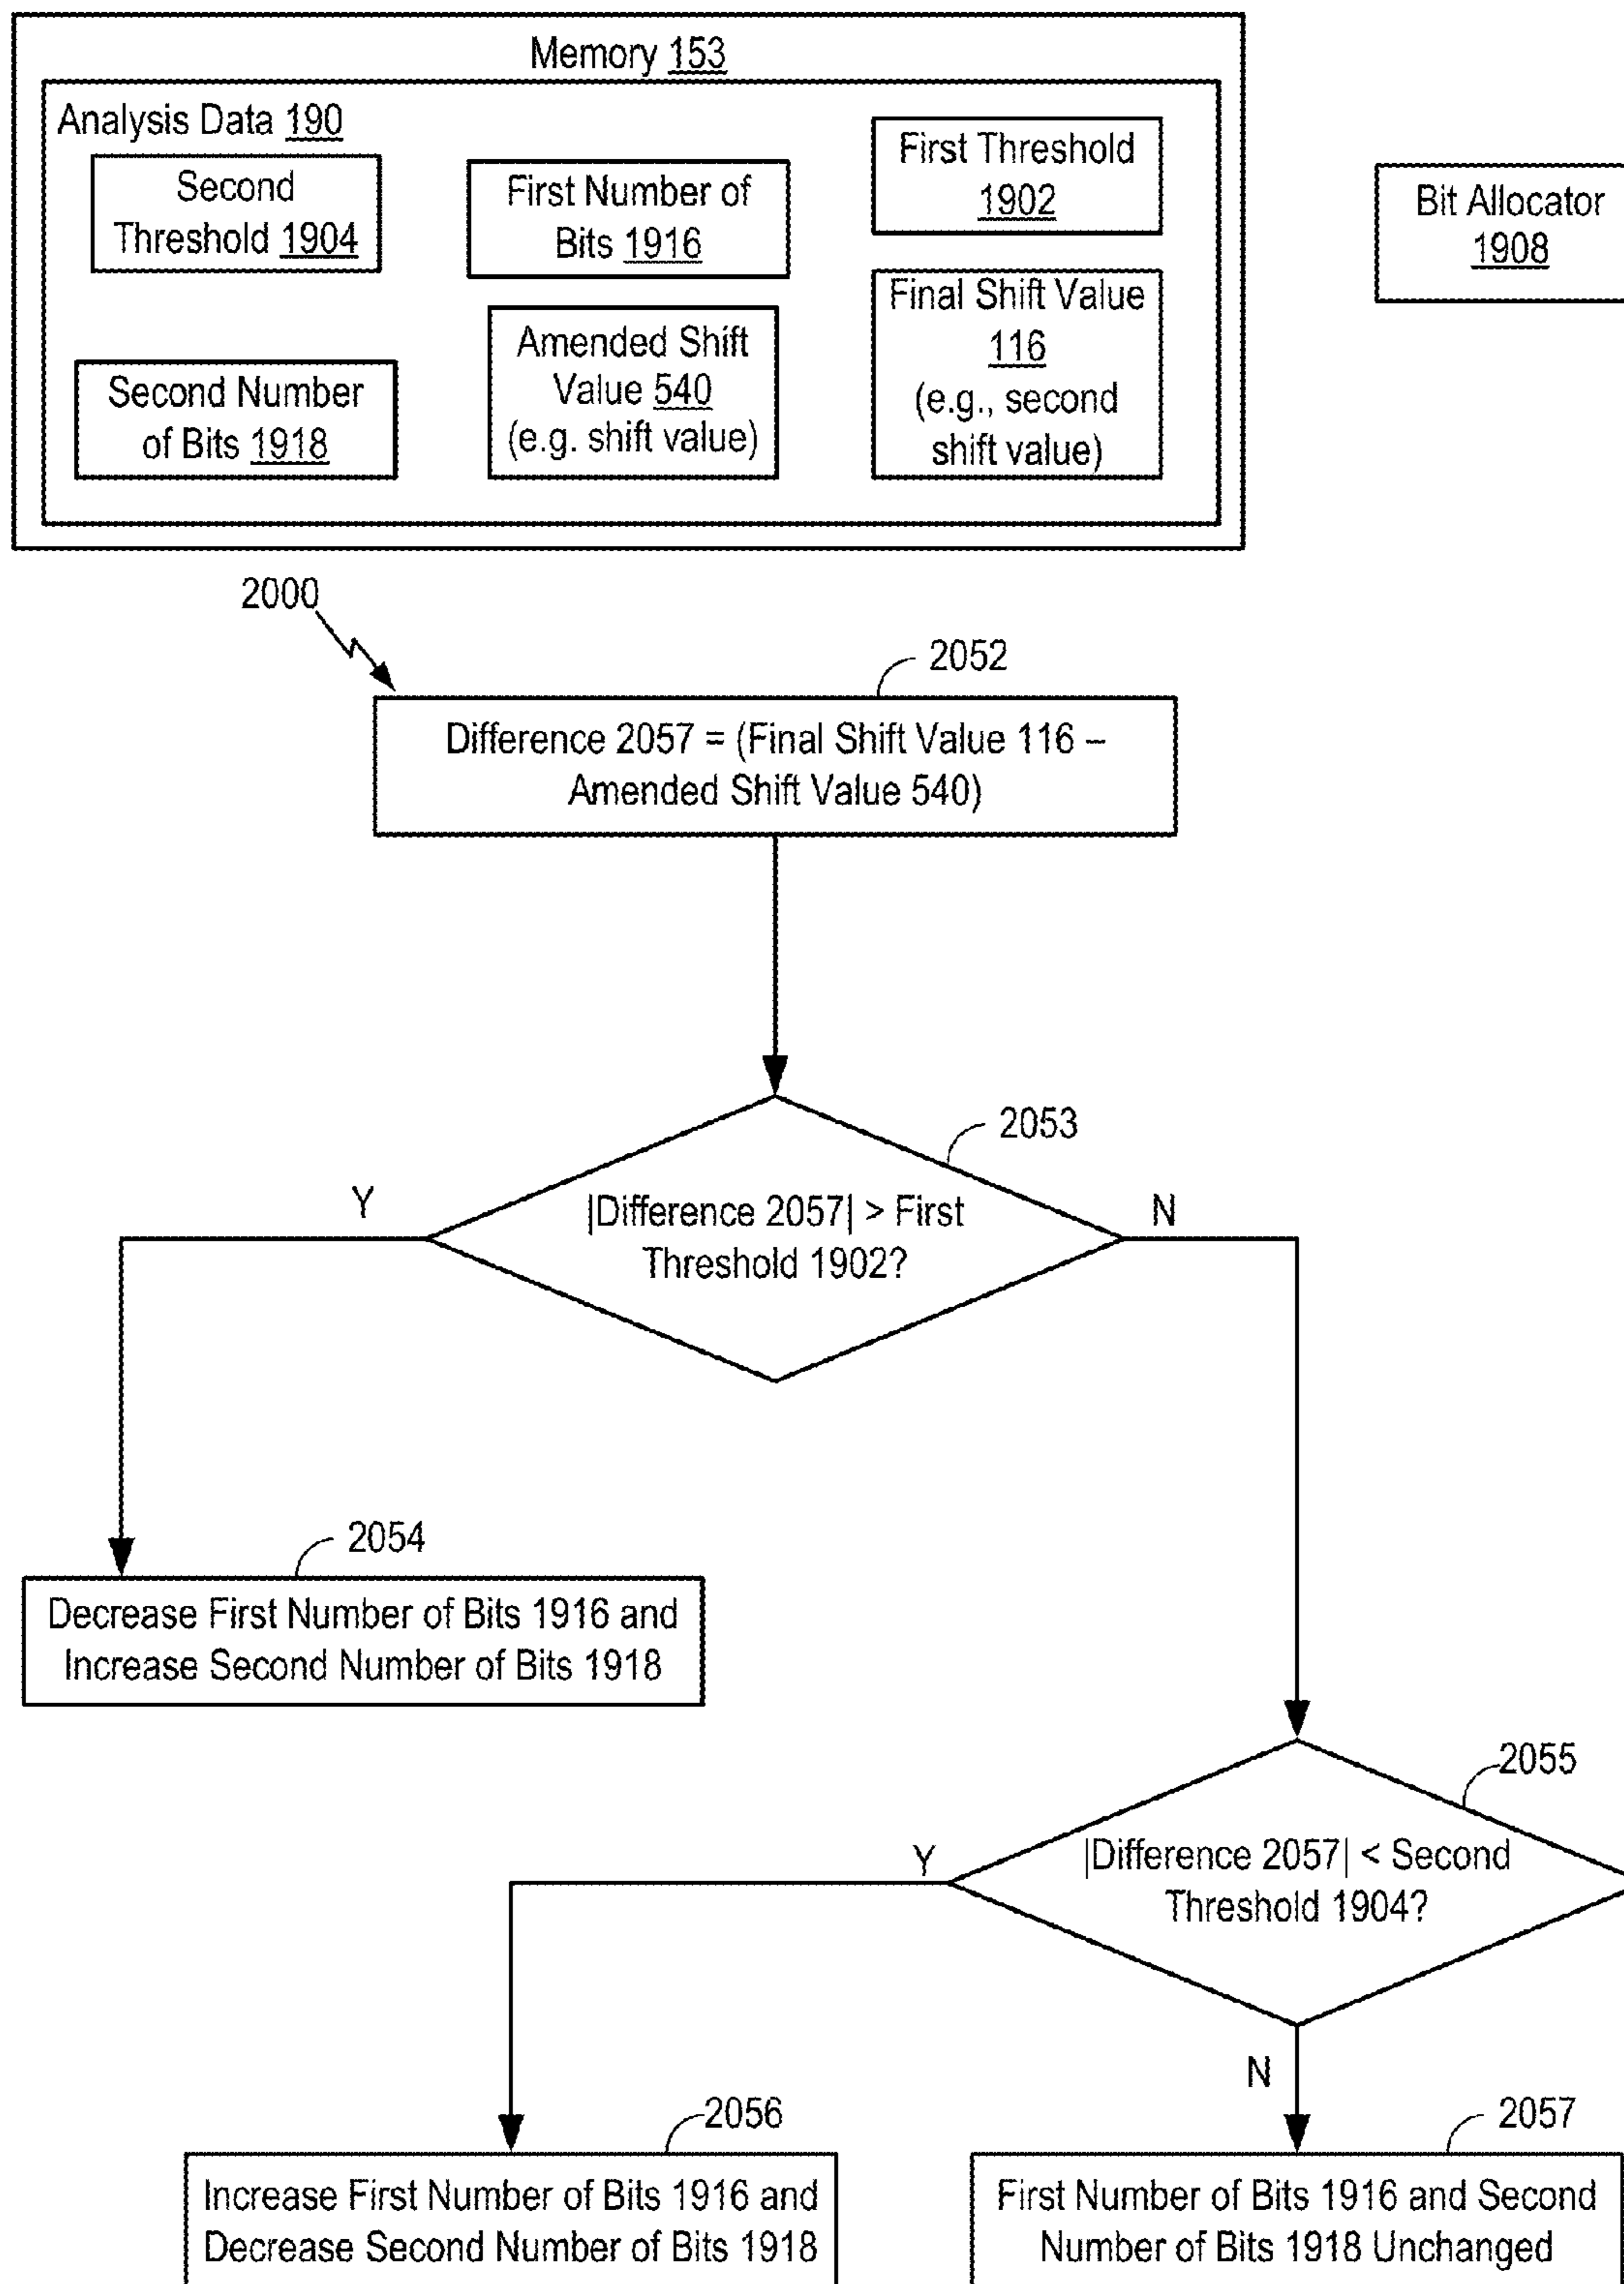 Memory 153
Analysis Data 190
Second
Threshold 1904
First Number of
Bits 1916
First Threshold
1902
Bit Allocator
1908
Second Number
of Bits 1918
Amended Shift
Value 540
(e.g. shift value)
Final Shift Value
116
(e.g., second
shift value)
2000
2052
Difference 2057 = (Final Shift Value 116 –
Amended Shift Value 540)
2053
|Difference 2057| > First
Threshold 1902?
Y
N
2054
Decrease First Number of Bits 1916 and
Increase Second Number of Bits 1918
2055
|Difference 2057| < Second
Threshold 1904?
Y
N
2056
Increase First Number of Bits 1916 and
Decrease Second Number of Bits 1918
2057
First Number of Bits 1916 and Second
Number of Bits 1918 Unchanged